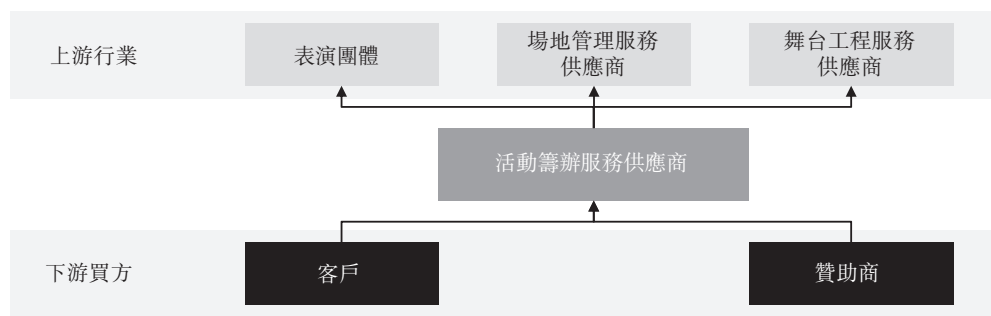 上游行業
表演團體
場地管理服務
供應商
舞台工程服務
供應商
活動籌辦服務供應商
下游買方
客戶
贊助商